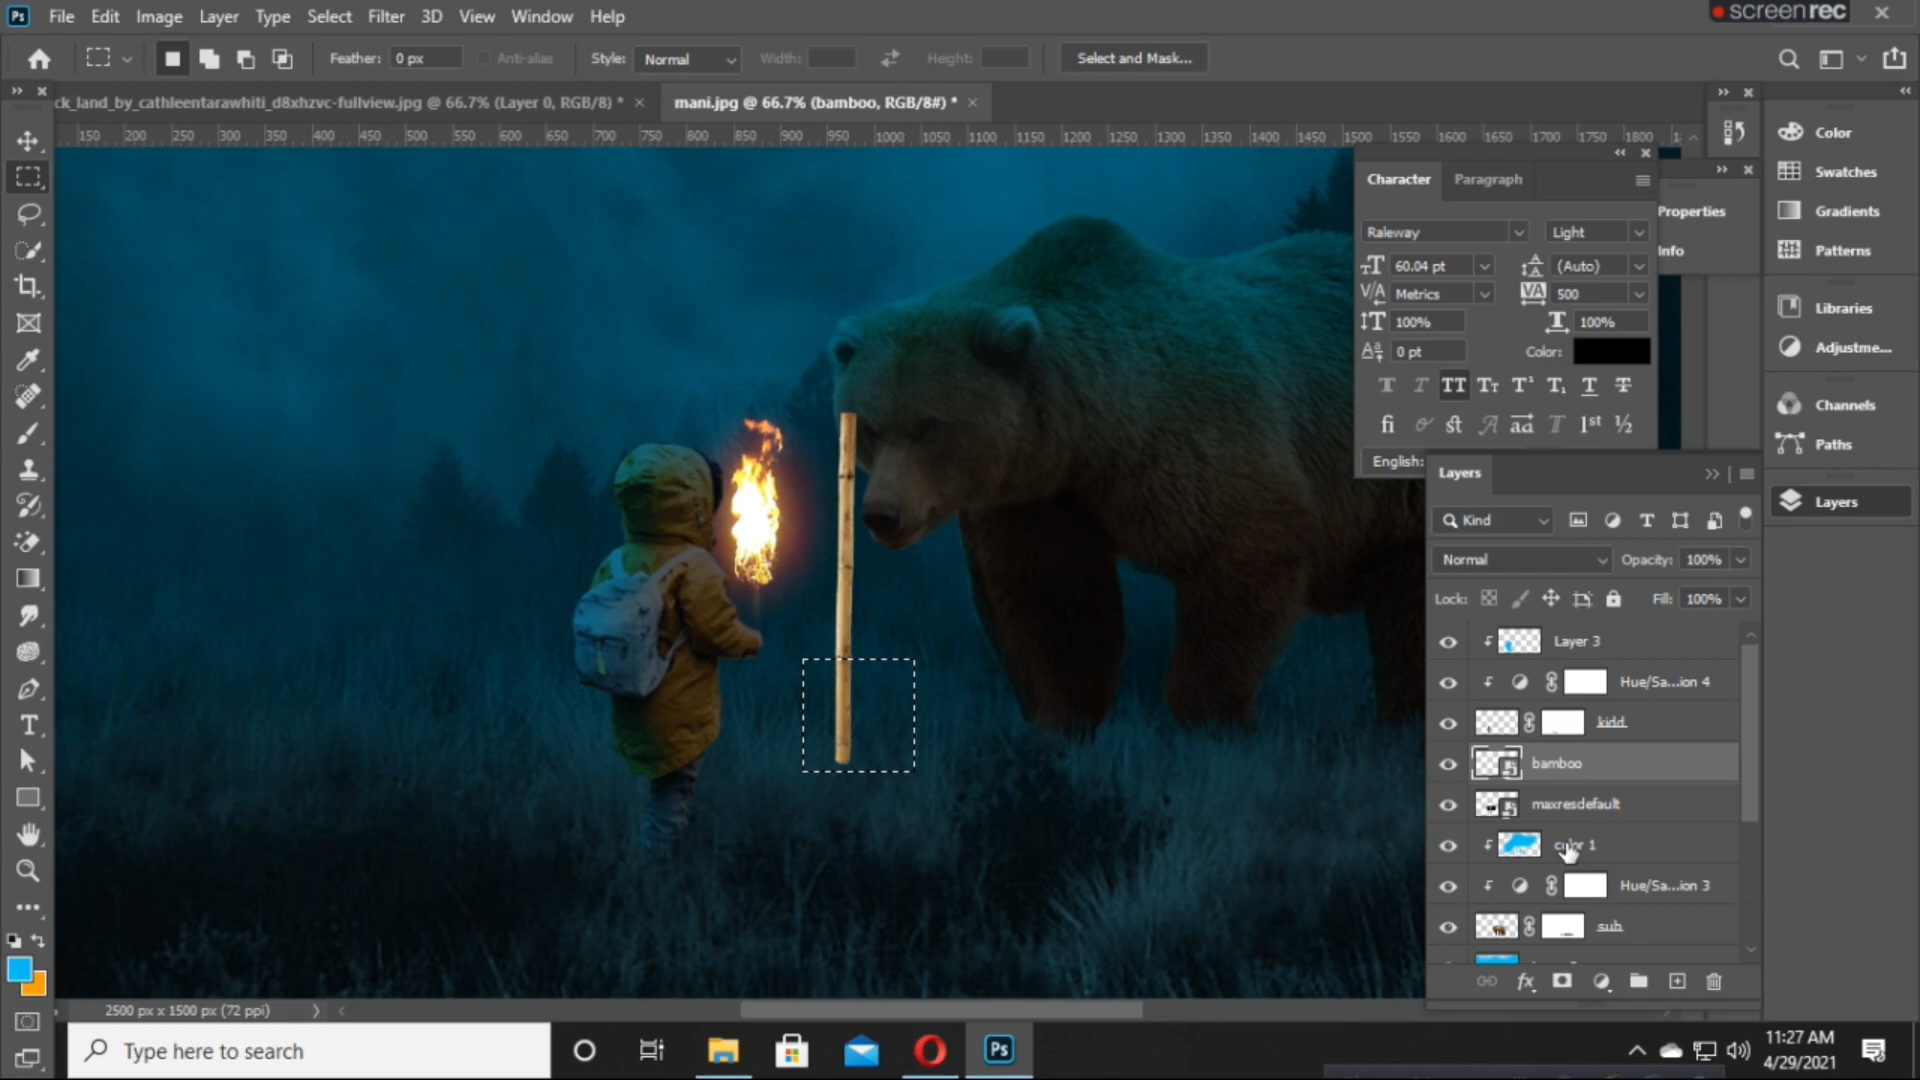 Ps File Edit Image Layer Type Select Filter 3D View Window Help
screenrec
Feather: 0 px Anti-alias Style: Normal Width: Height: Select and Mask...
ck_land_by_cathleentarawhiti_d8xhzvc-fullview.jpg @ 66.7% (Layer 0, RGB/8) *
mani.jpg @ 66.7% (bamboo, RGB/8#) *
150 200 250 300 350 400 450 500 550 600 650 700 750 800 850 900 950 1000 1050 1100 1150 1200 1250 1300 1350 1400 1450 1500 1550 1600 1650 1700 1750 1800
Character Paragraph
Raleway Light
60.04 pt (Auto)
Metrics 500
100% 100%
0 pt Color:
English:
Properties
Info
Color
Swatches
Gradients
Patterns
Libraries
Adjustme...
Channels
Paths
Layers
Layers
Kind
Normal Opacity: 100%
Lock: Fill: 100%
Layer 3
Hue/Sa...ion 4
kidd
bamboo
maxresdefault
color 1
Hue/Sa...ion 3
sub
2500 px x 1500 px (72 ppi)
Type here to search
Ps
11:27 AM
4/29/2021